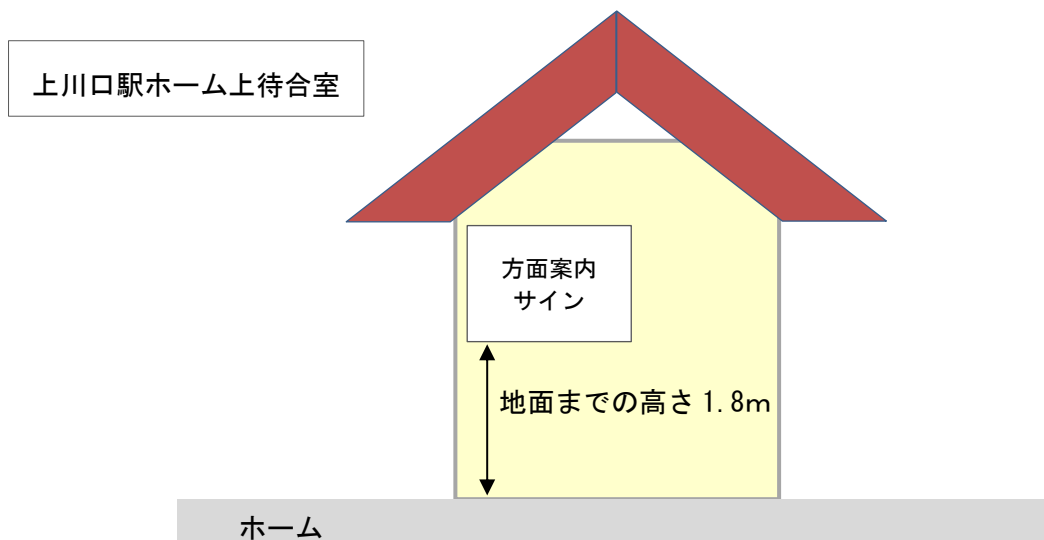 上川口駅ホーム上待合室
方面案内
サイン
地面までの高さ 1.8ｍ
ホーム